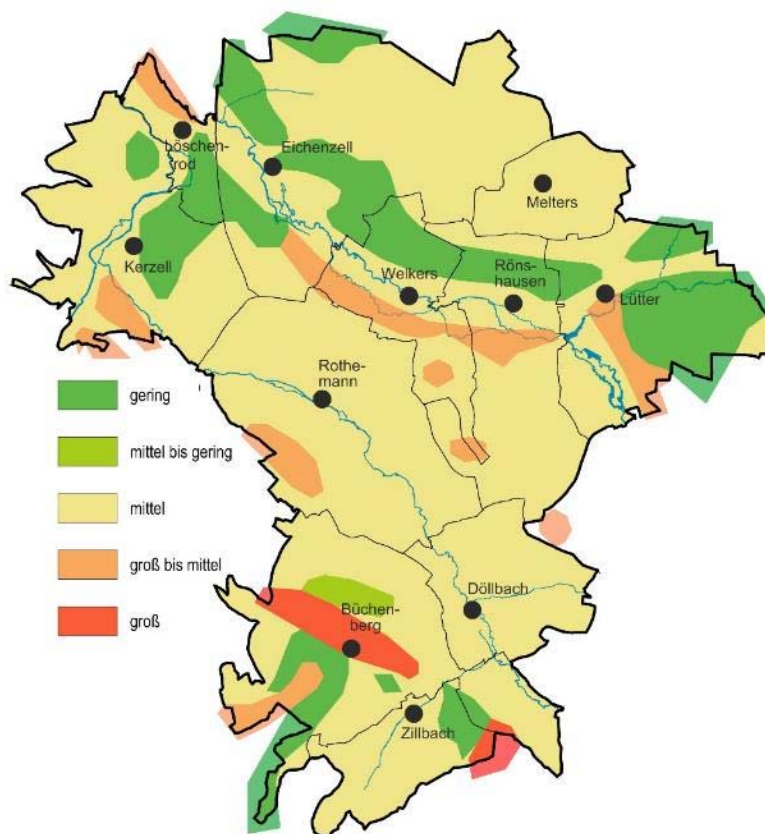 Löschen-
rod
Eichenzell
Melters
Kerzell
Welkers
Röns-
hausen
Lütter
Rothe-
mann
gering
mittel bis gering
mittel
groß bis mittel
groß
Döllbach
Büchen-
berg
Zillbach